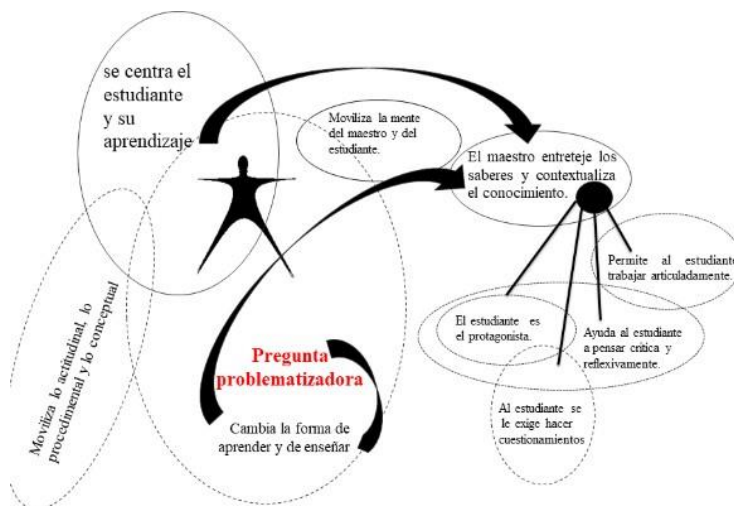 se centra el
estudiante
y su
aprendizaje
Moviliza la mente
del maestro y del
estudiante.
El maestro entreteje los
saberes y contextualiza
el conocimiento.
Permite al estudiante
trabajar articuladamente.
El estudiante es
el protagonista.
Ayuda al estudiante
a pensar critica y
reflexivamente.
Al estudiante se
le exige hacer
cuestionamientos
Pregunta
problematizadora
Cambia la forma de
aprender y de enseñar
Moviliza lo actitudinal, lo
procedimental y lo conceptual